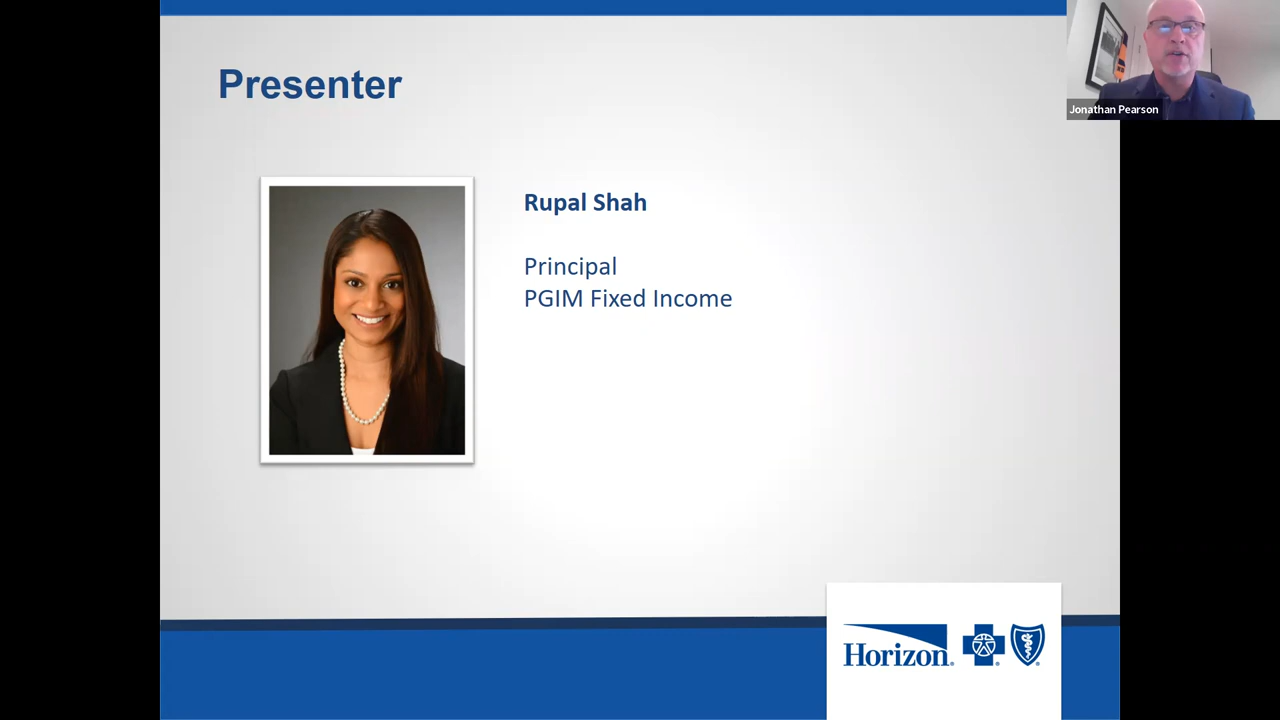 Presenter
Jonathan Pearson
Rupal Shah
Principal
PGIM Fixed Income
Horizon®